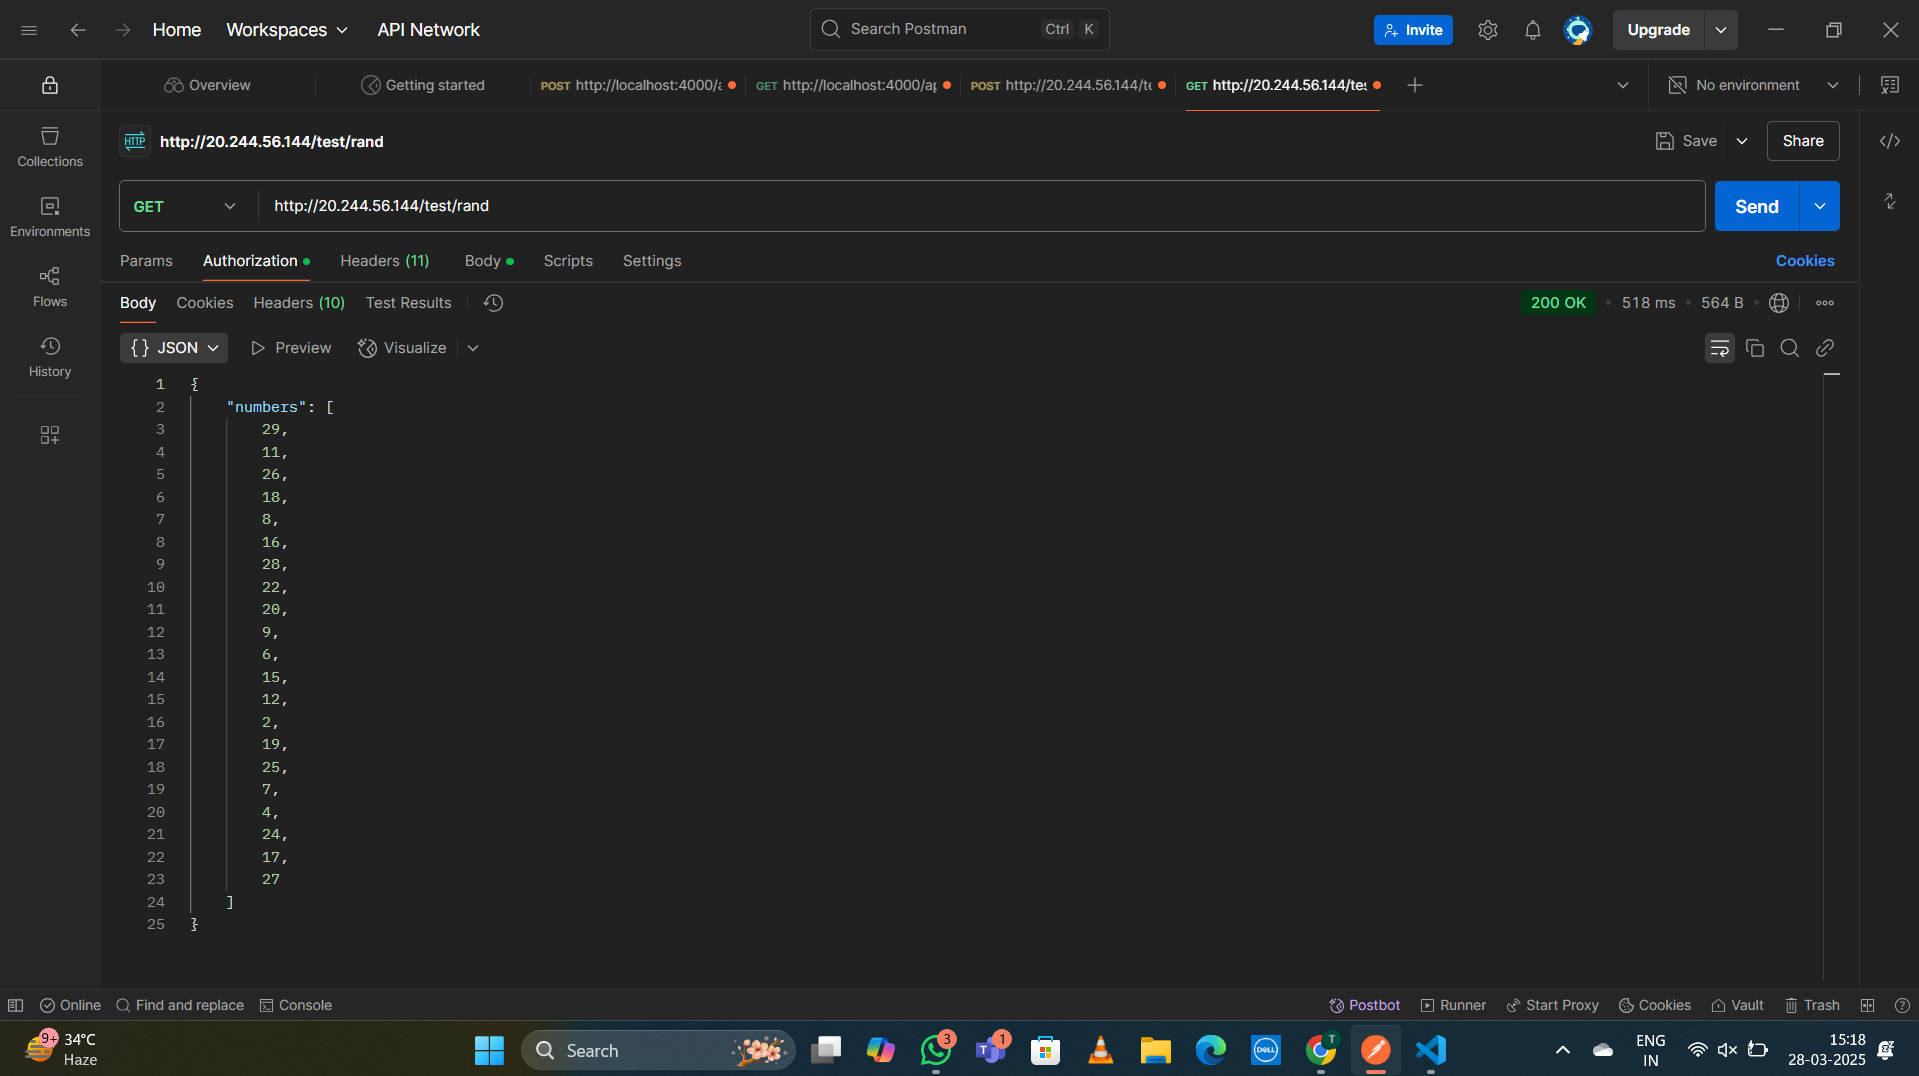 Home Workspaces API Network Search Postman Ctrl K Invite Upgrade
Overview Getting started POST http://localhost:4000/a GET http://localhost:4000/ap POST http://20.244.56.144/te GET http://20.244.56.144/tes No environment
HTTP http://20.244.56.144/test/rand Save Share
Collections
GET http://20.244.56.144/test/rand Send
Environments
Params Authorization Headers (11) Body Scripts Settings Cookies
Flows
Body Cookies Headers (10) Test Results 200 OK 518 ms 564 B
History
{} JSON Preview Visualize
1 {
2 "numbers": [
3 29,
4 11,
5 26,
6 18,
7 8,
8 16,
9 28,
10 22,
11 20,
12 9,
13 6,
14 15,
15 12,
16 2,
17 19,
18 25,
19 7,
20 4,
21 24,
22 17,
23 27
24 ]
25 }
Online Find and replace Console Postbot Runner Start Proxy Cookies Vault Trash
9+ 34°C
Haze
Search
3
T 1
DELL
T
ENG
IN
15:18
28-03-2025